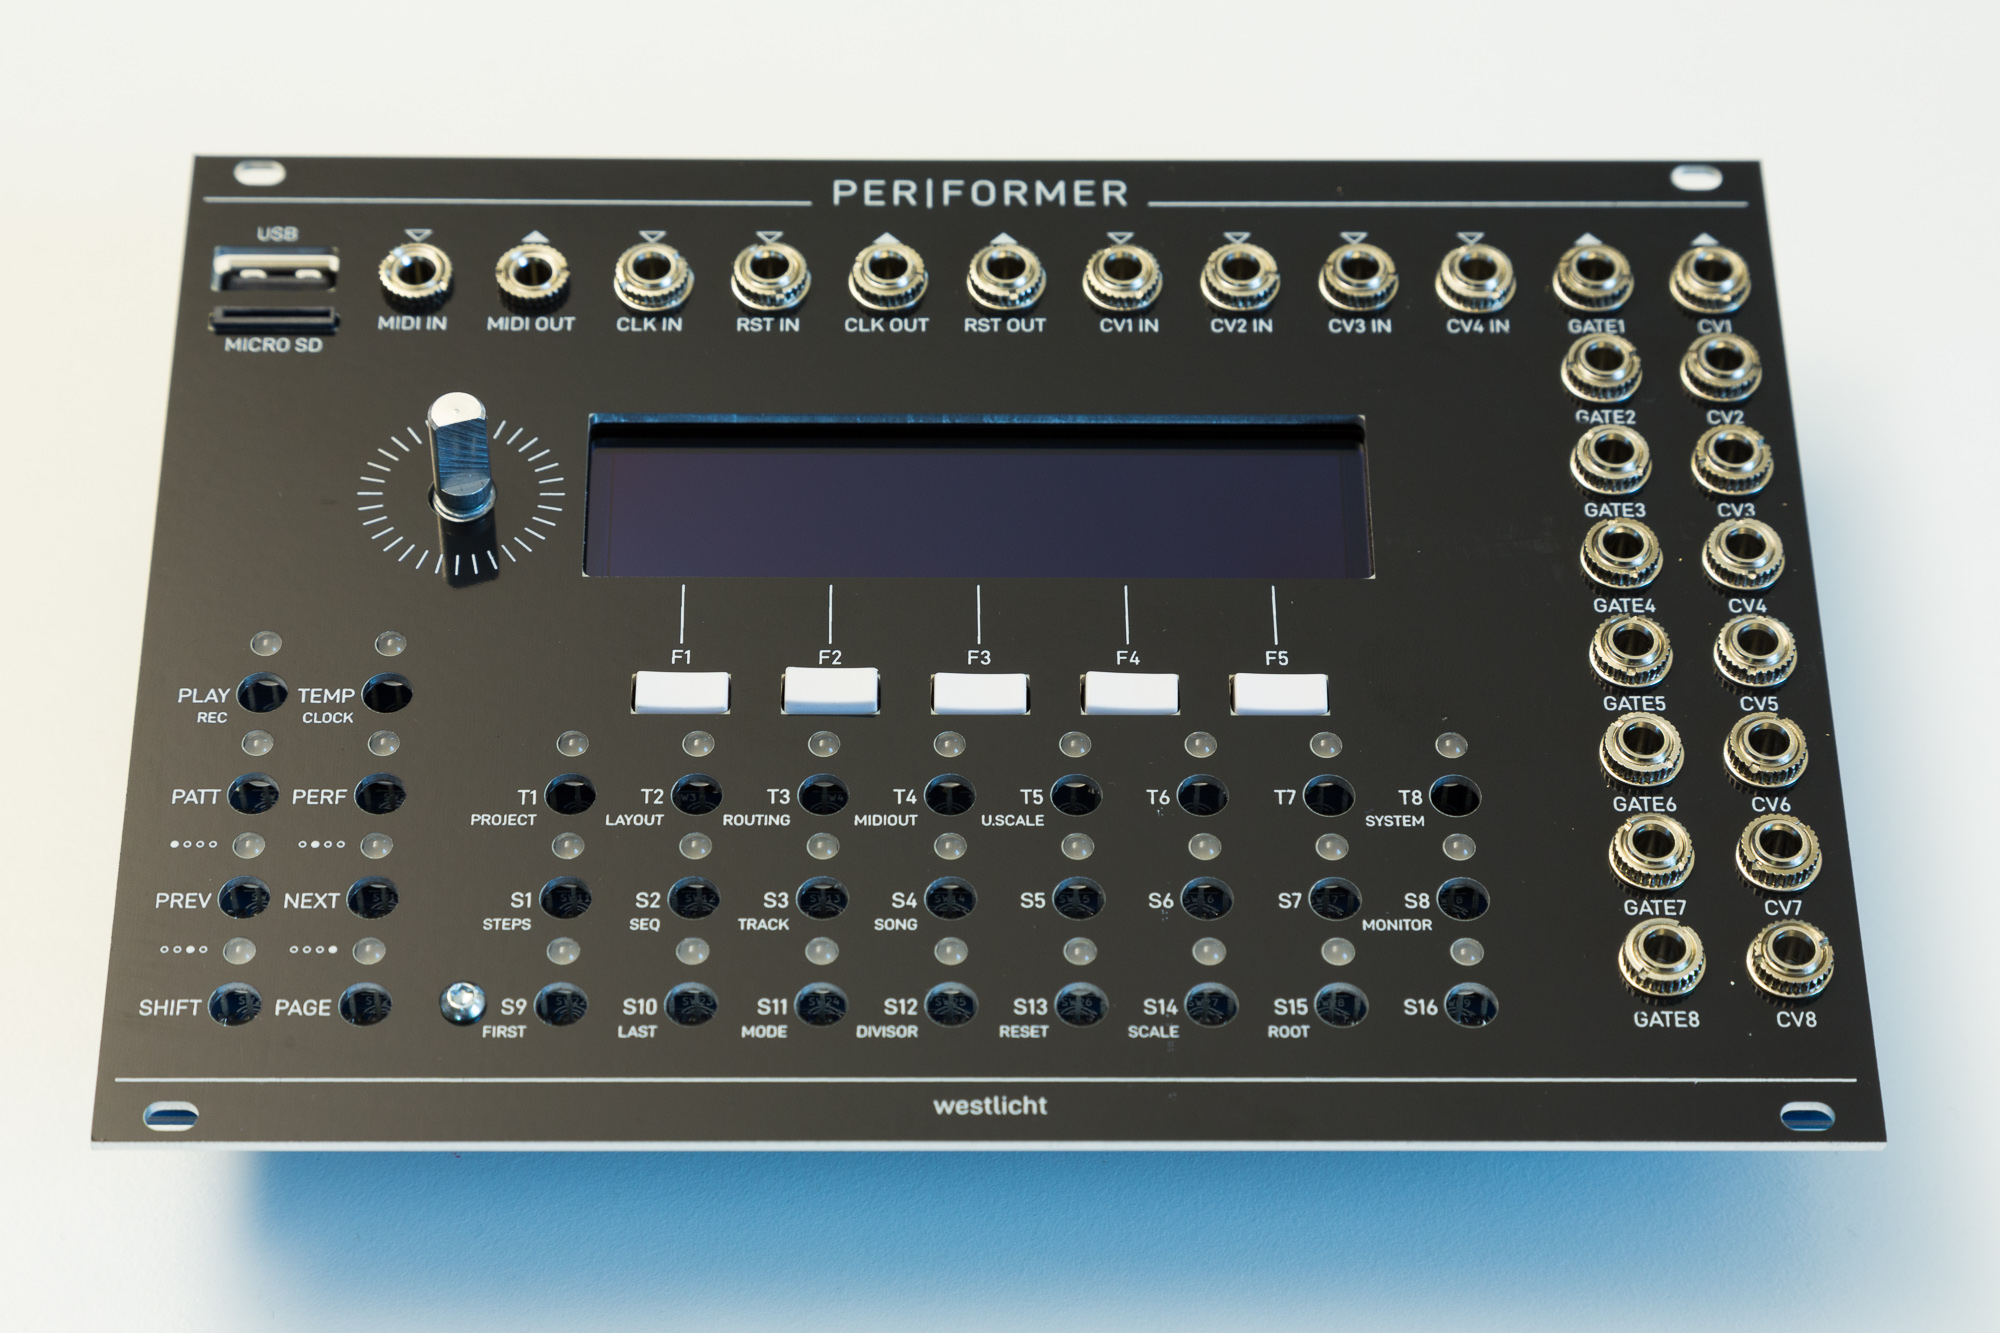 PER|FORMER
USB
MICRO SD
MIDI IN MIDI OUT CLK IN RST IN CLK OUT RST OUT CV1 IN CV2 IN CV3 IN CV4 IN GATE1 CV1
GATE2 CV2
GATE3 CV3
GATE4 CV4
F1 F2 F3 F4 F5
PLAY TEMP
REC CLOCK
GATE5 CV5
PATT PERF T1 T2 T3 T4 T5 T6 T7 T8
PROJECT LAYOUT ROUTING MIDIOUT U.SCALE SYSTEM
GATE6 CV6
PREV NEXT S1 S2 S3 S4 S5 S6 S7 S8
STEPS SEQ TRACK SONG MONITOR
GATE7 CV7
SHIFT PAGE S9 S10 S11 S12 S13 S14 S15 S16
FIRST LAST MODE DIVISOR RESET SCALE ROOT
GATE8 CV8
westlicht